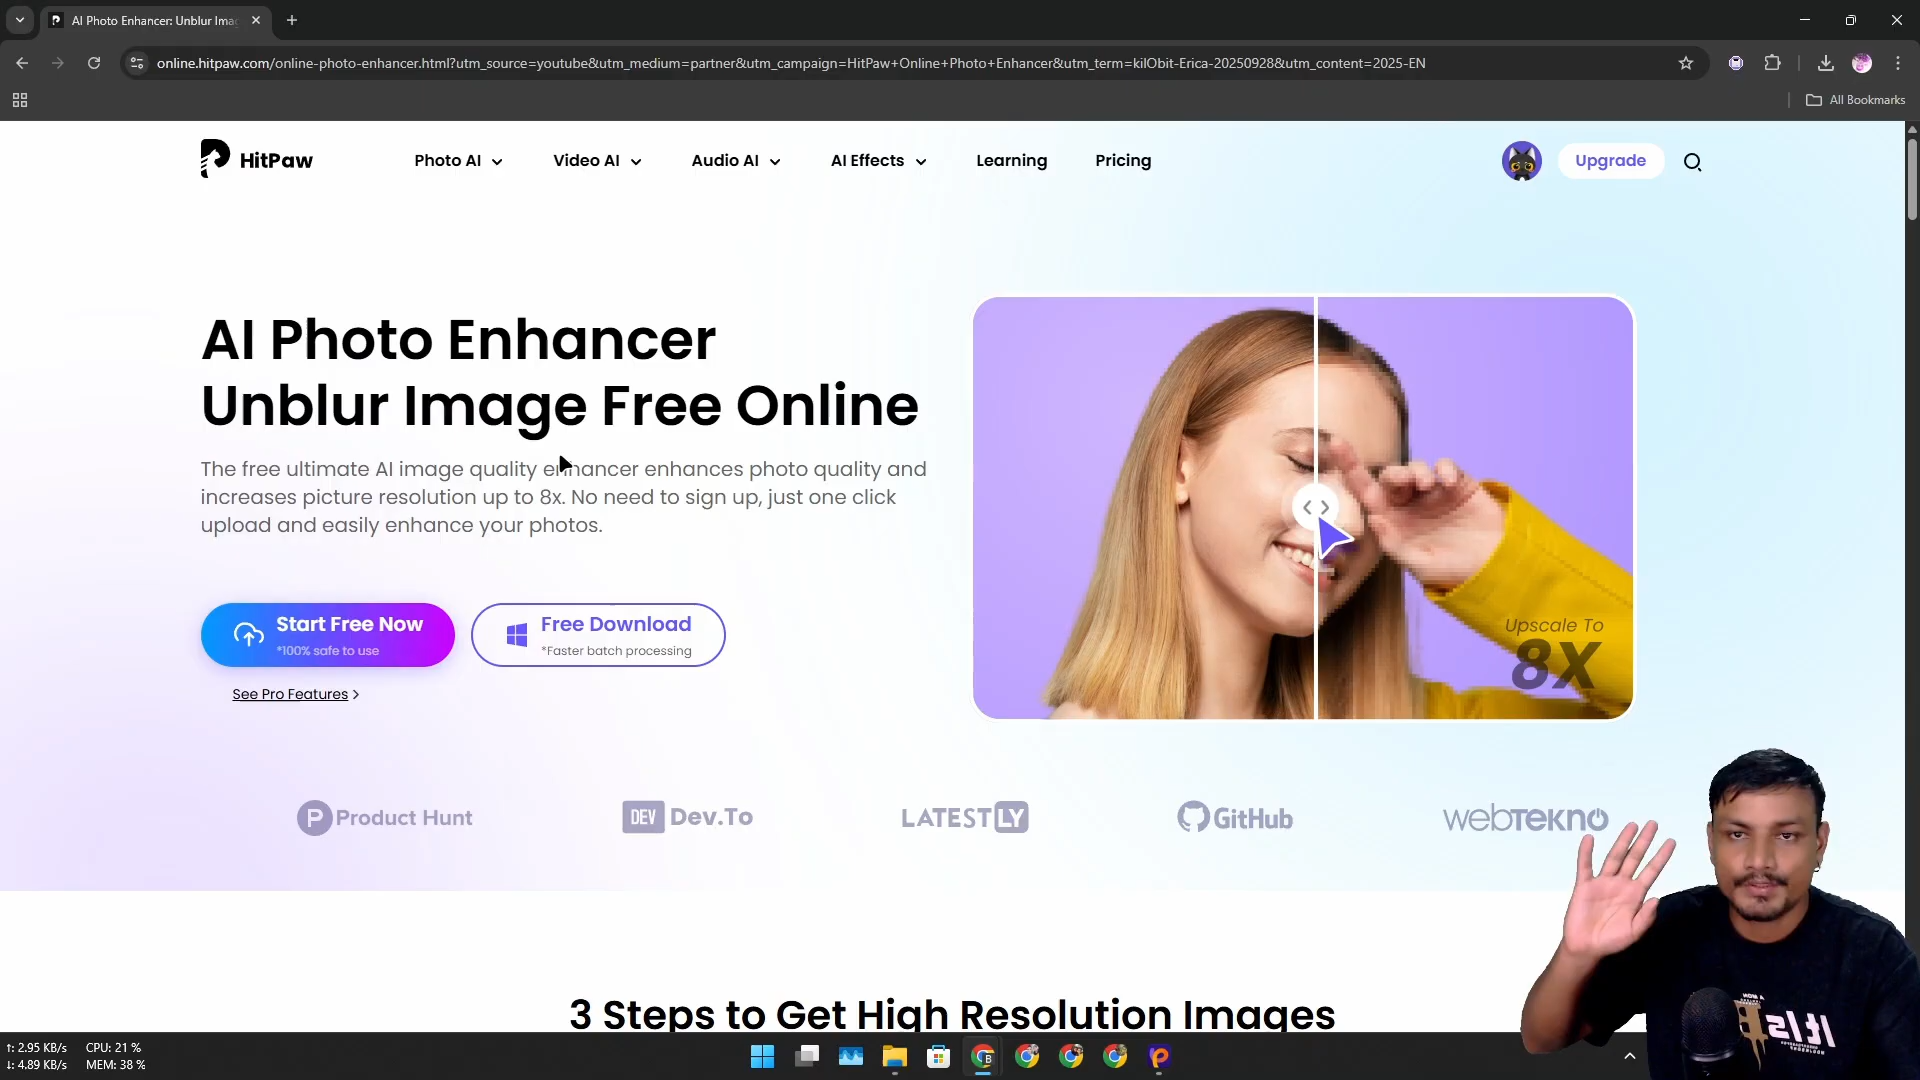 AI Photo Enhancer: Unblur Ima
online.hitpaw.com/online-photo-enhancer.html?utm_source=youtube&utm_medium=partner&utm_campaign=HitPaw+Online+Photo+Enhancer&utm_term=kilObit-Erica-20250928&utm_content=2025-EN
All Bookmarks
HitPaw
Photo AI
Video AI
Audio AI
AI Effects
Learning
Pricing
Upgrade
AI Photo Enhancer
Unblur Image Free Online
The free ultimate AI image quality enhancer enhances photo quality and
increases picture resolution up to 8x. No need to sign up, just one click
upload and easily enhance your photos.
Start Free Now
*100% safe to use
Free Download
*Faster batch processing
See Pro Features
Upscale To
8X
Product Hunt
DEV Dev.To
LATESTLY
GitHub
webTEKNO
3 Steps to Get High Resolution Images
↑: 2.95 KB/s CPU: 21 %
↓: 4.89 KB/s MEM: 38 %